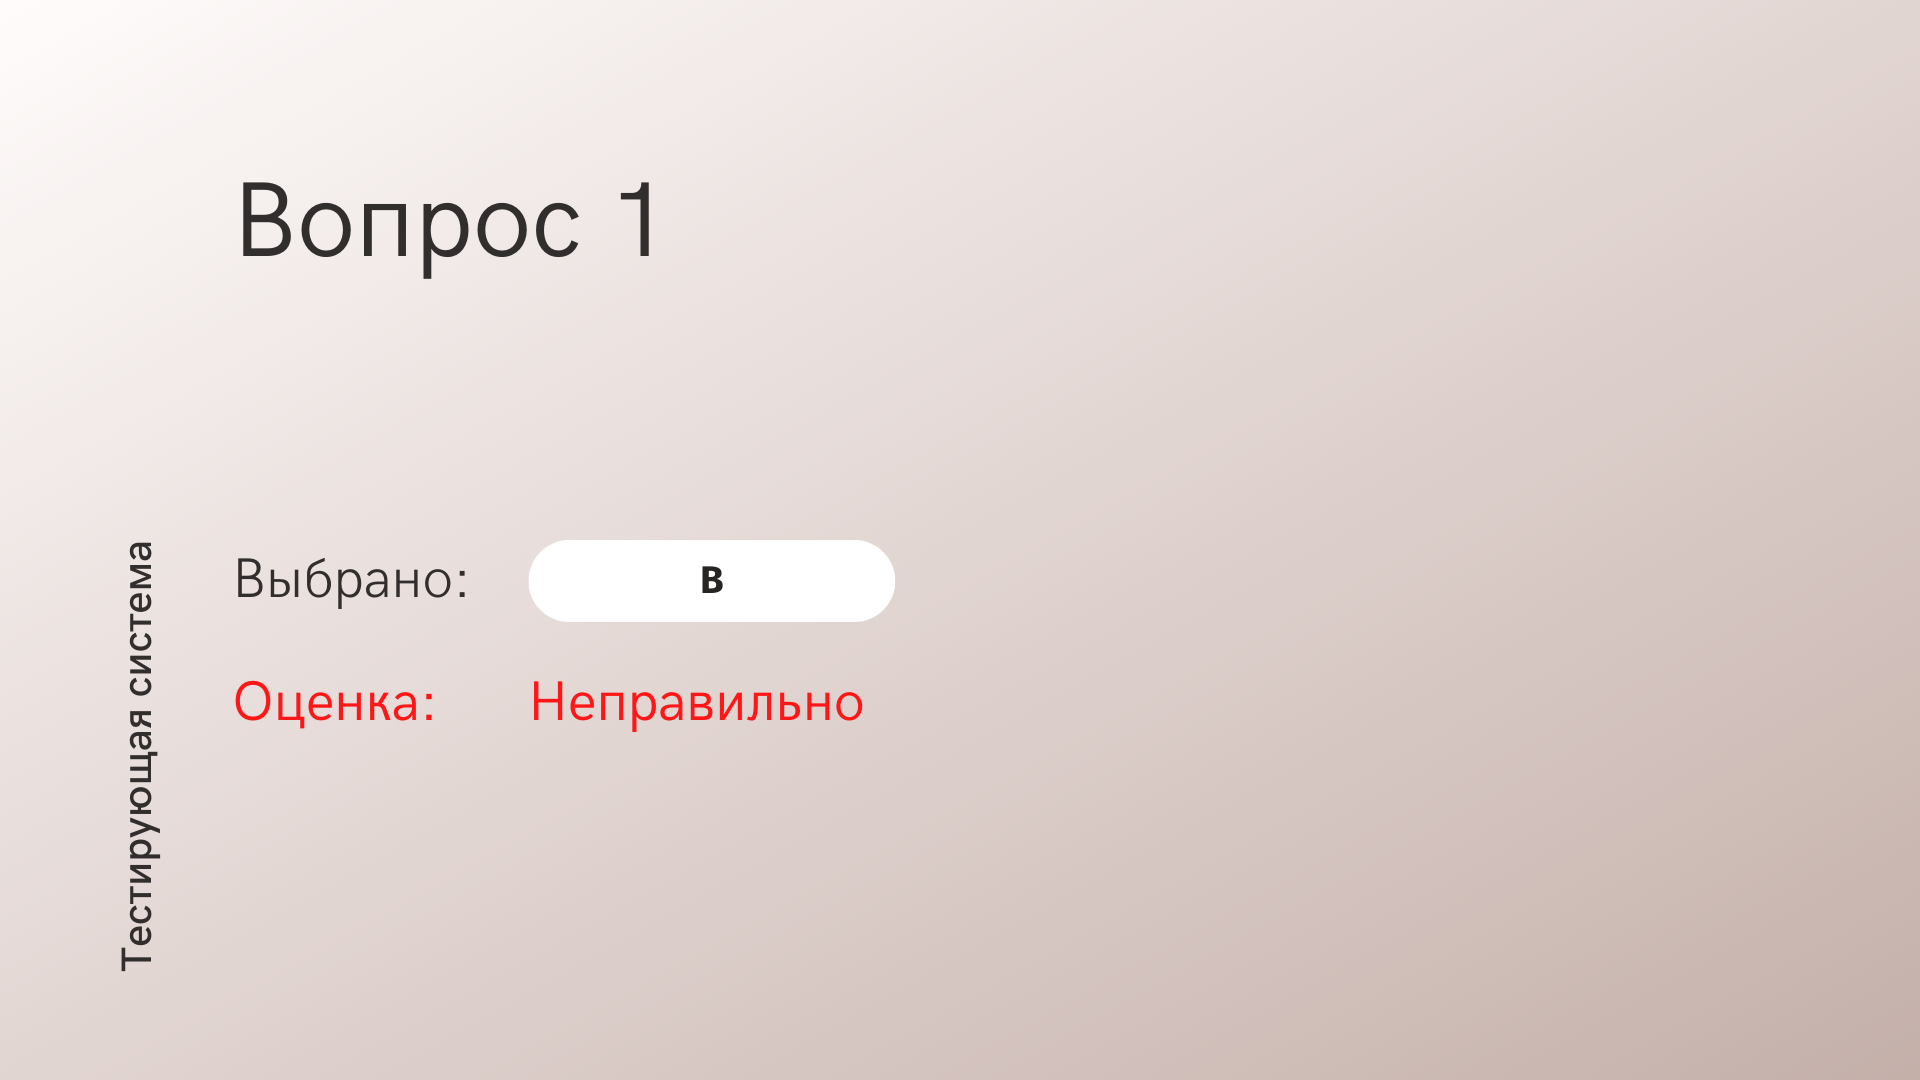 Вопрос 1
Выбрано:
В
Оценка:
Неправильно
Тестирующая система